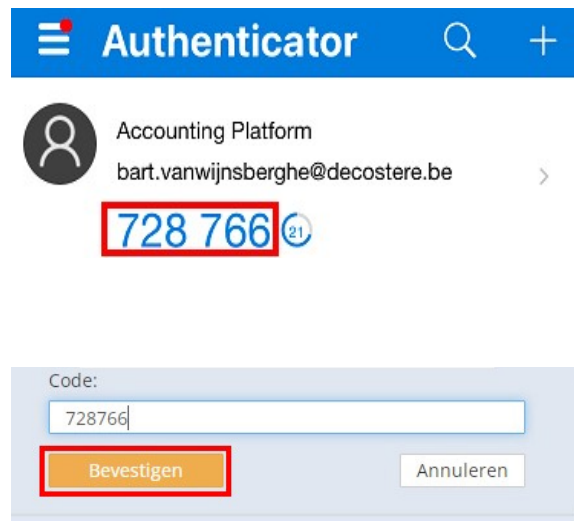 Authenticator
Accounting Platform
bart.vanwijnsberghe@decostere.be
728 766 21
Code:
728766
Bevestigen Annuleren